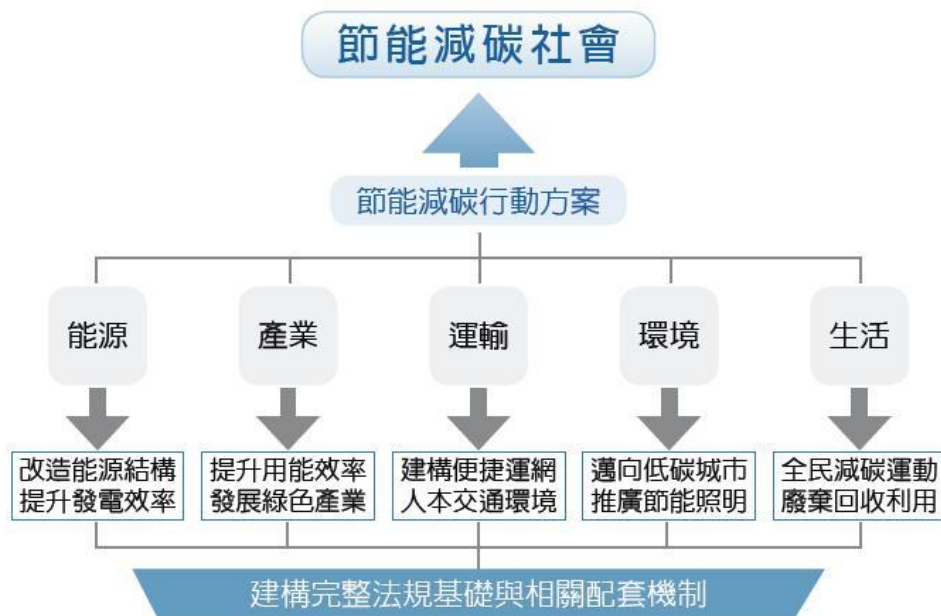 節能減碳社會
節能減碳行動方案
能源
產業
運輸
環境
生活
改造能源結構
提升發電效率
提升用能效率
發展綠色產業
建構便捷運網
人本交通環境
邁向低碳城市
推廣節能照明
全民減碳運動
廢棄回收利用
建構完整法規基礎與相關配套機制